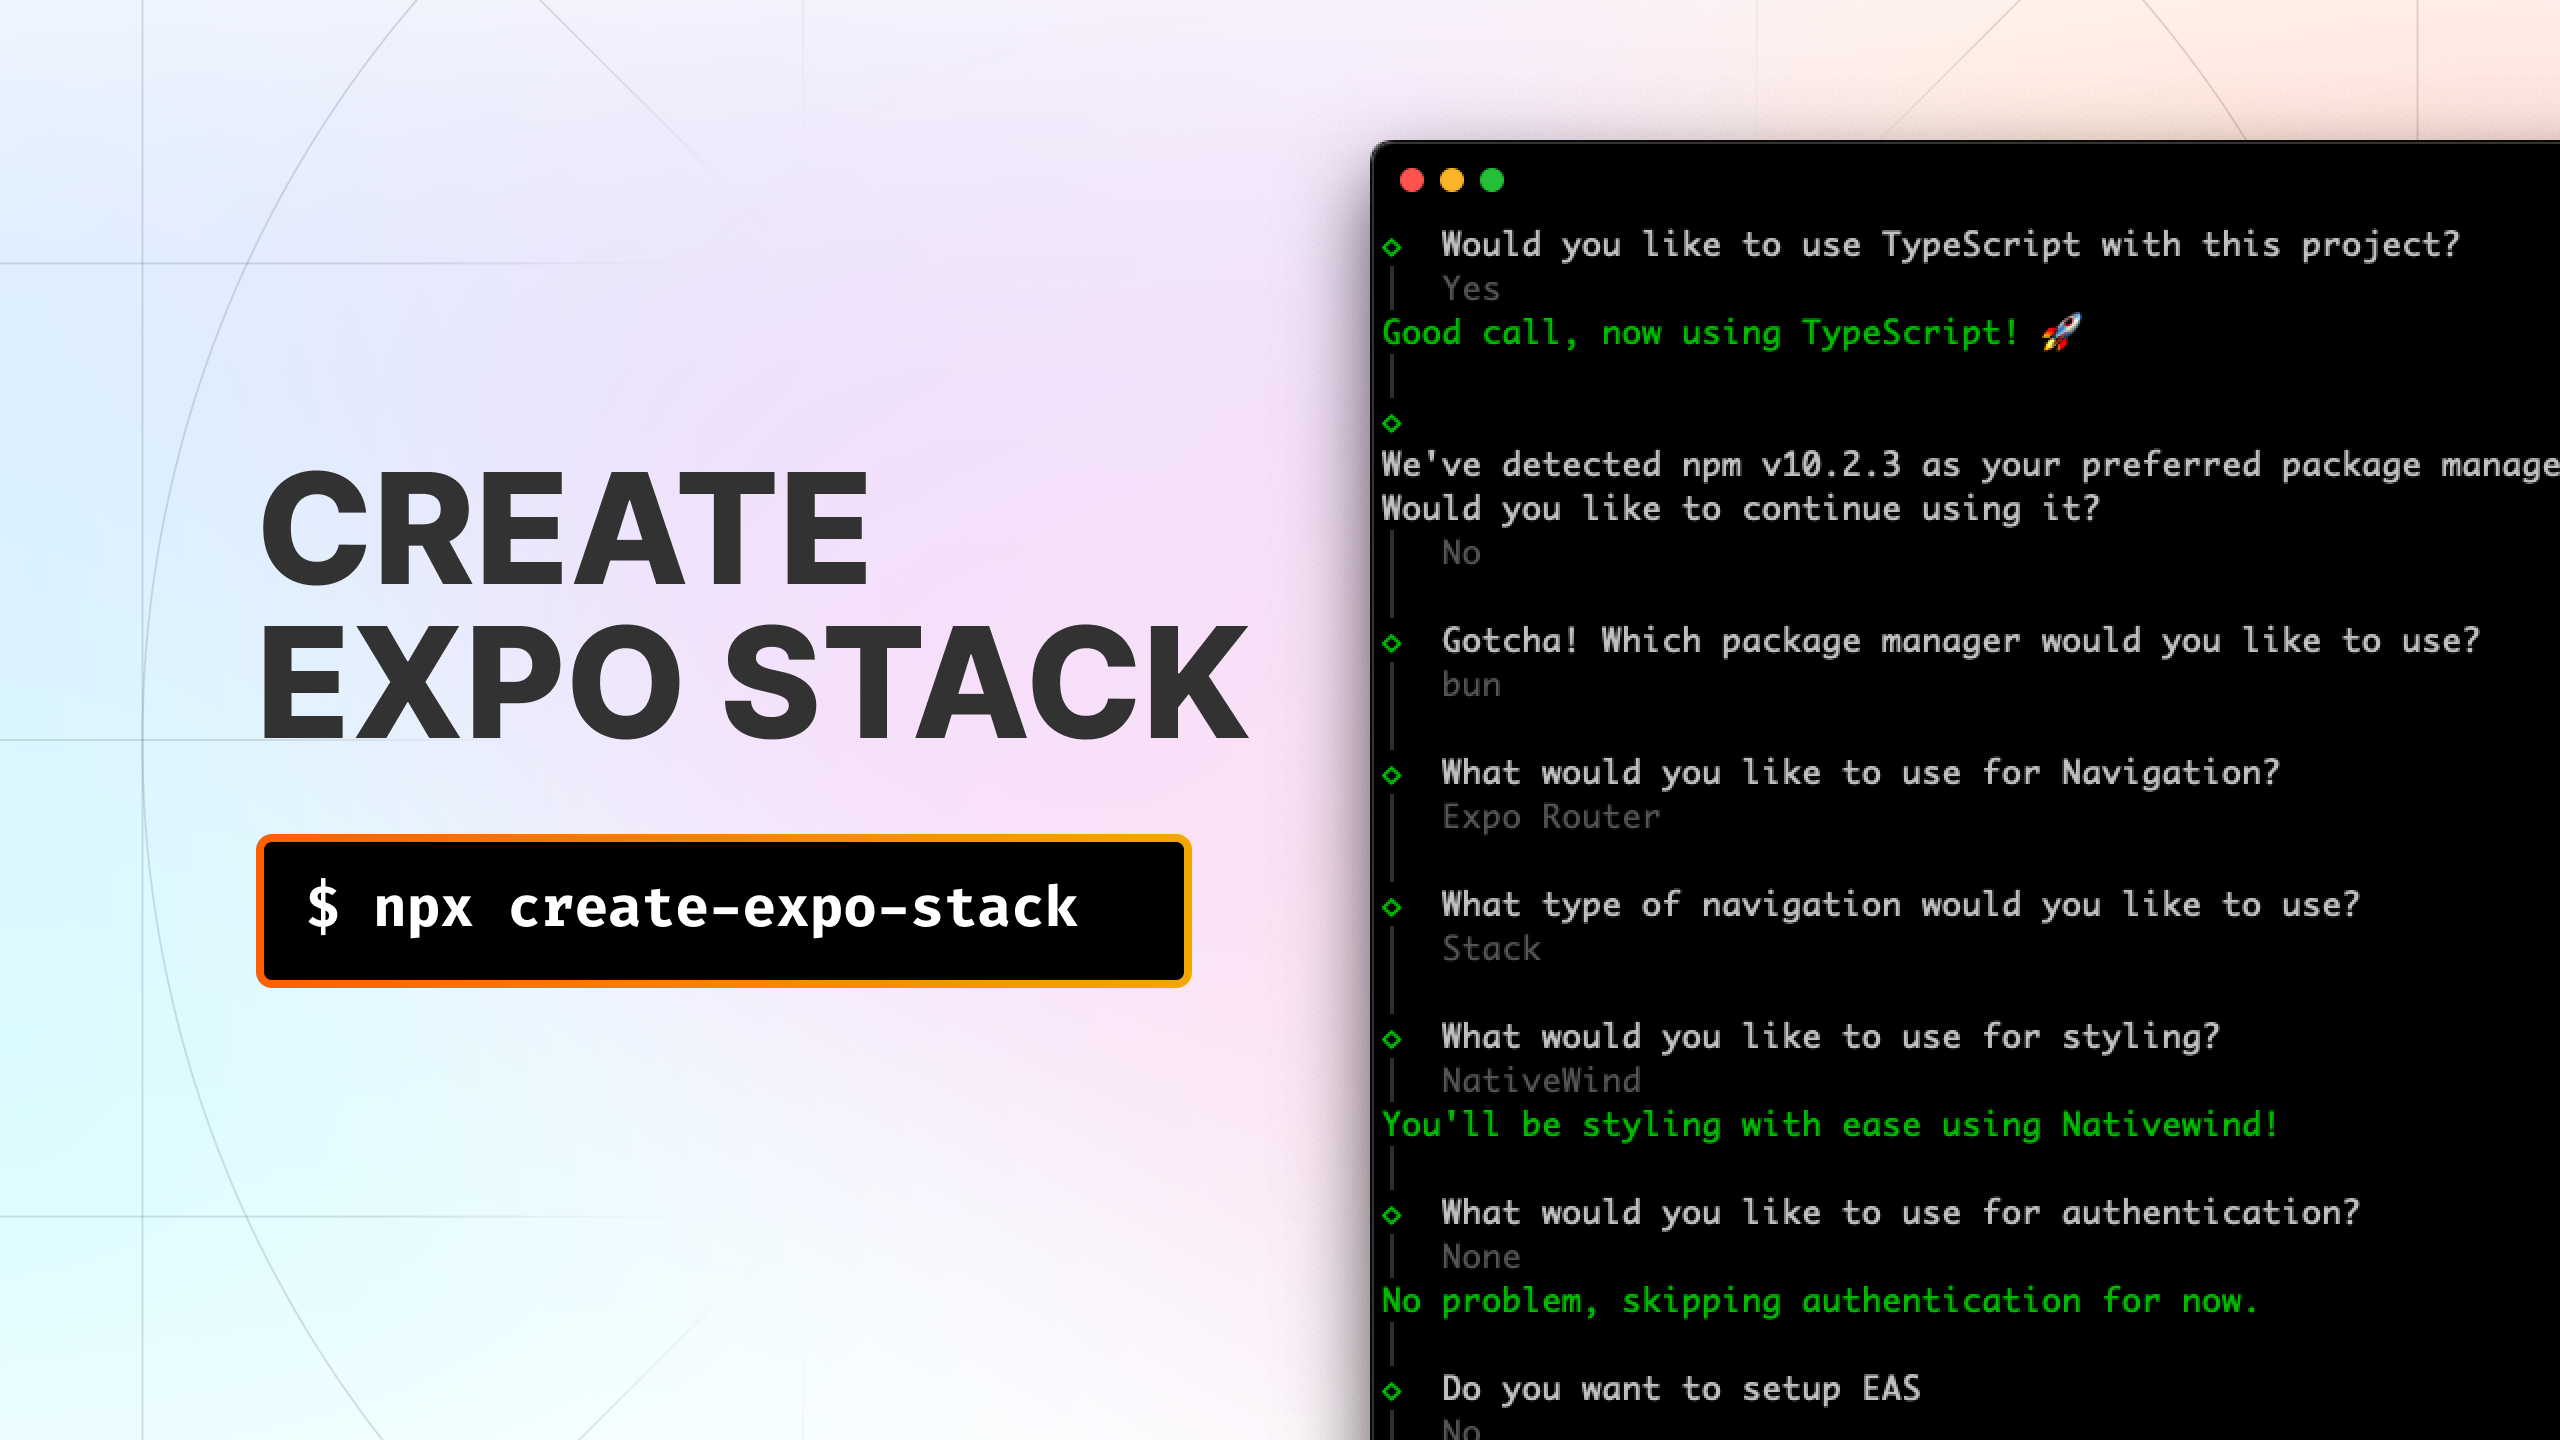 CREATE
EXPO STACK
$ npx create-expo-stack
Would you like to use TypeScript with this project?
Yes
Good call, now using TypeScript! 🚀
We've detected npm v10.2.3 as your preferred package manage
Would you like to continue using it?
No
Gotcha! Which package manager would you like to use?
bun
What would you like to use for Navigation?
Expo Router
What type of navigation would you like to use?
Stack
What would you like to use for styling?
NativeWind
You'll be styling with ease using Nativewind!
What would you like to use for authentication?
None
No problem, skipping authentication for now.
Do you want to setup EAS
No